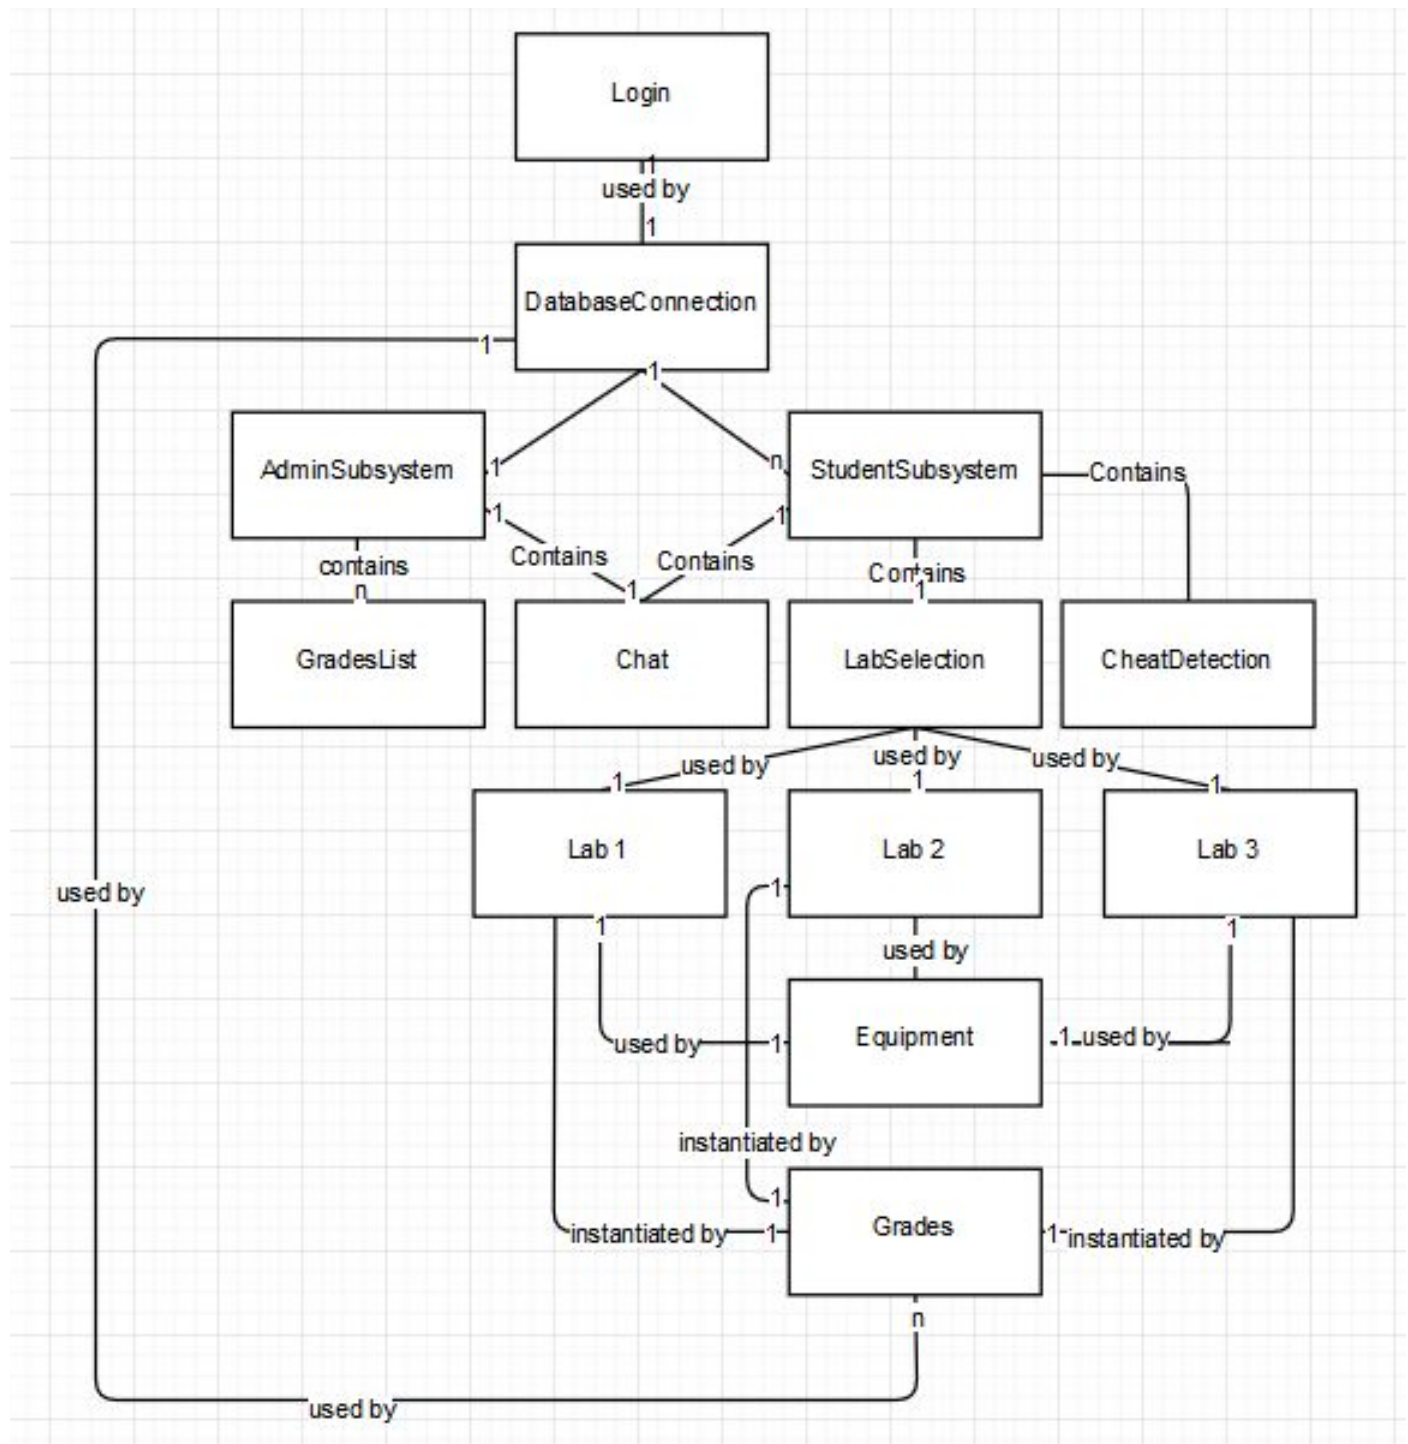 Login
1
used by
1
DatabaseConnection
1
1
AdminSubsystem
1
n
StudentSubsystem
Contains
1
1
contains
Contains
Contains
Contains
n
1
1
GradesList
Chat
LabSelection
CheatDetection
used by
used by
used by
1
1
1
Lab 1
Lab 2
Lab 3
used by
1
1
1
used by
used by
1
Equipment
1
used by
instantiated by
1
instantiated by
1
Grades
1
instantiated by
n
used by